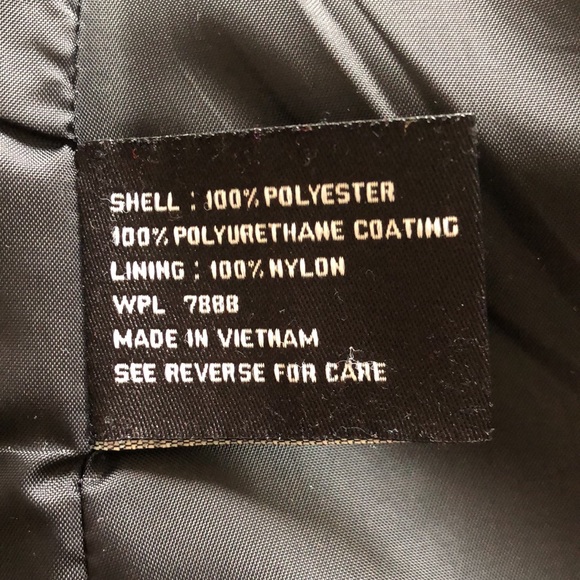 SHELL : 100% POLYESTER
100% POLYURETHANE COATING
LINING : 100% NYLON
WPL 7888
MADE IN VIETNAM
SEE REVERSE FOR CARE